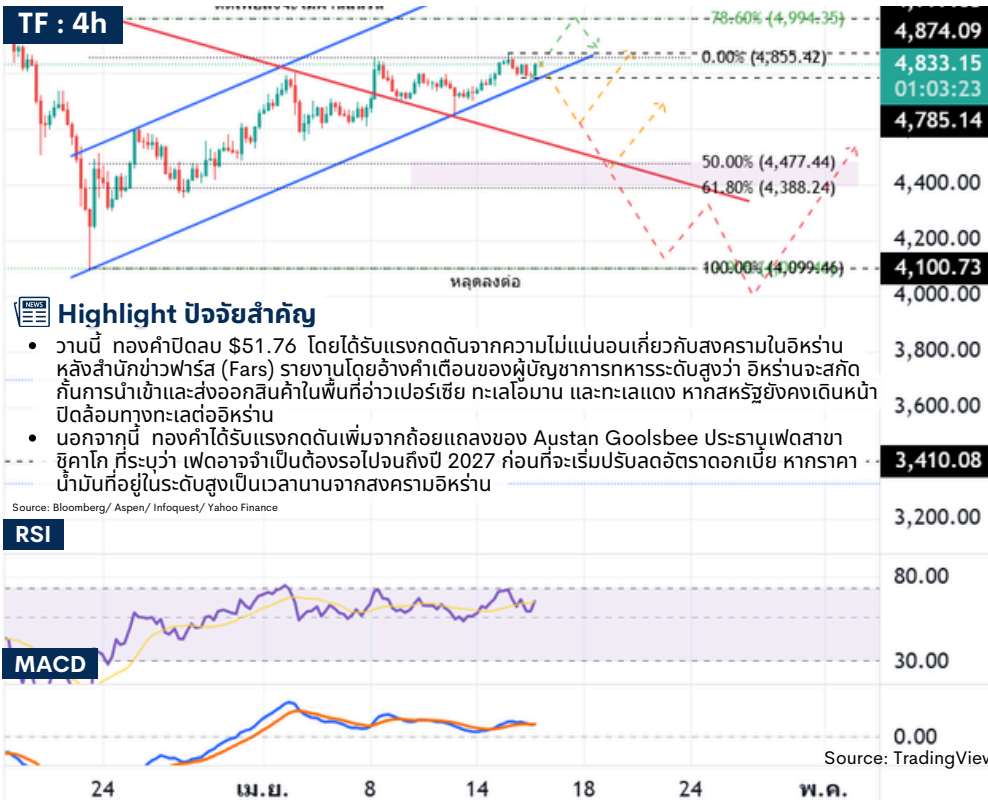 TF : 4h
78.60% (4,994.35)
4,874.09
0.00% (4,855.42)
4,833.15
01:03:23
4,785.14
50.00% (4,477.44)
61.80% (4,388.24)
4,400.00
4,200.00
100.00% (4,099.46)
4,100.73
หลุดลงต่อ
4,000.00
NEWS
Highlight ปัจจัยสำคัญ
• วานนี้ ทองคำปิดลบ $51.76 โดยได้รับแรงกดดันจากความไม่แน่นอนเกี่ยวกับสงครามในอิหร่าน
หลังสำนักข่าวฟาร์ส (Fars) รายงานโดยอ้างคำเตือนของผู้บัญชาการทหารระดับสูงว่า อิหร่านจะสกัด
กั้นการนำเข้าและส่งออกสินค้าในพื้นที่อ่าวเปอร์เซีย ทะเลโอมาน และทะเลแดง หากสหรัฐยังคงเดินหน้า
ปิดล้อมทางทะเลต่ออิหร่าน
• นอกจากนี้ ทองคำได้รับแรงกดดันเพิ่มจากถ้อยแถลงของ Austan Goolsbee ประธานเฟดสาขา
ชิคาโก ที่ระบุว่า เฟดอาจจำเป็นต้องรอไปจนถึงปี 2027 ก่อนที่จะเริ่มปรับลดอัตราดอกเบี้ย หากราคา
น้ำมันที่อยู่ในระดับสูงเป็นเวลานานจากสงครามอิหร่าน
Source: Bloomberg/ Aspen/ Infoquest/ Yahoo Finance
3,800.00
3,600.00
3,410.08
3,200.00
RSI
80.00
30.00
MACD
0.00
Source: TradingView
24 เม.ย. 8 14 18 24 พ.ค.